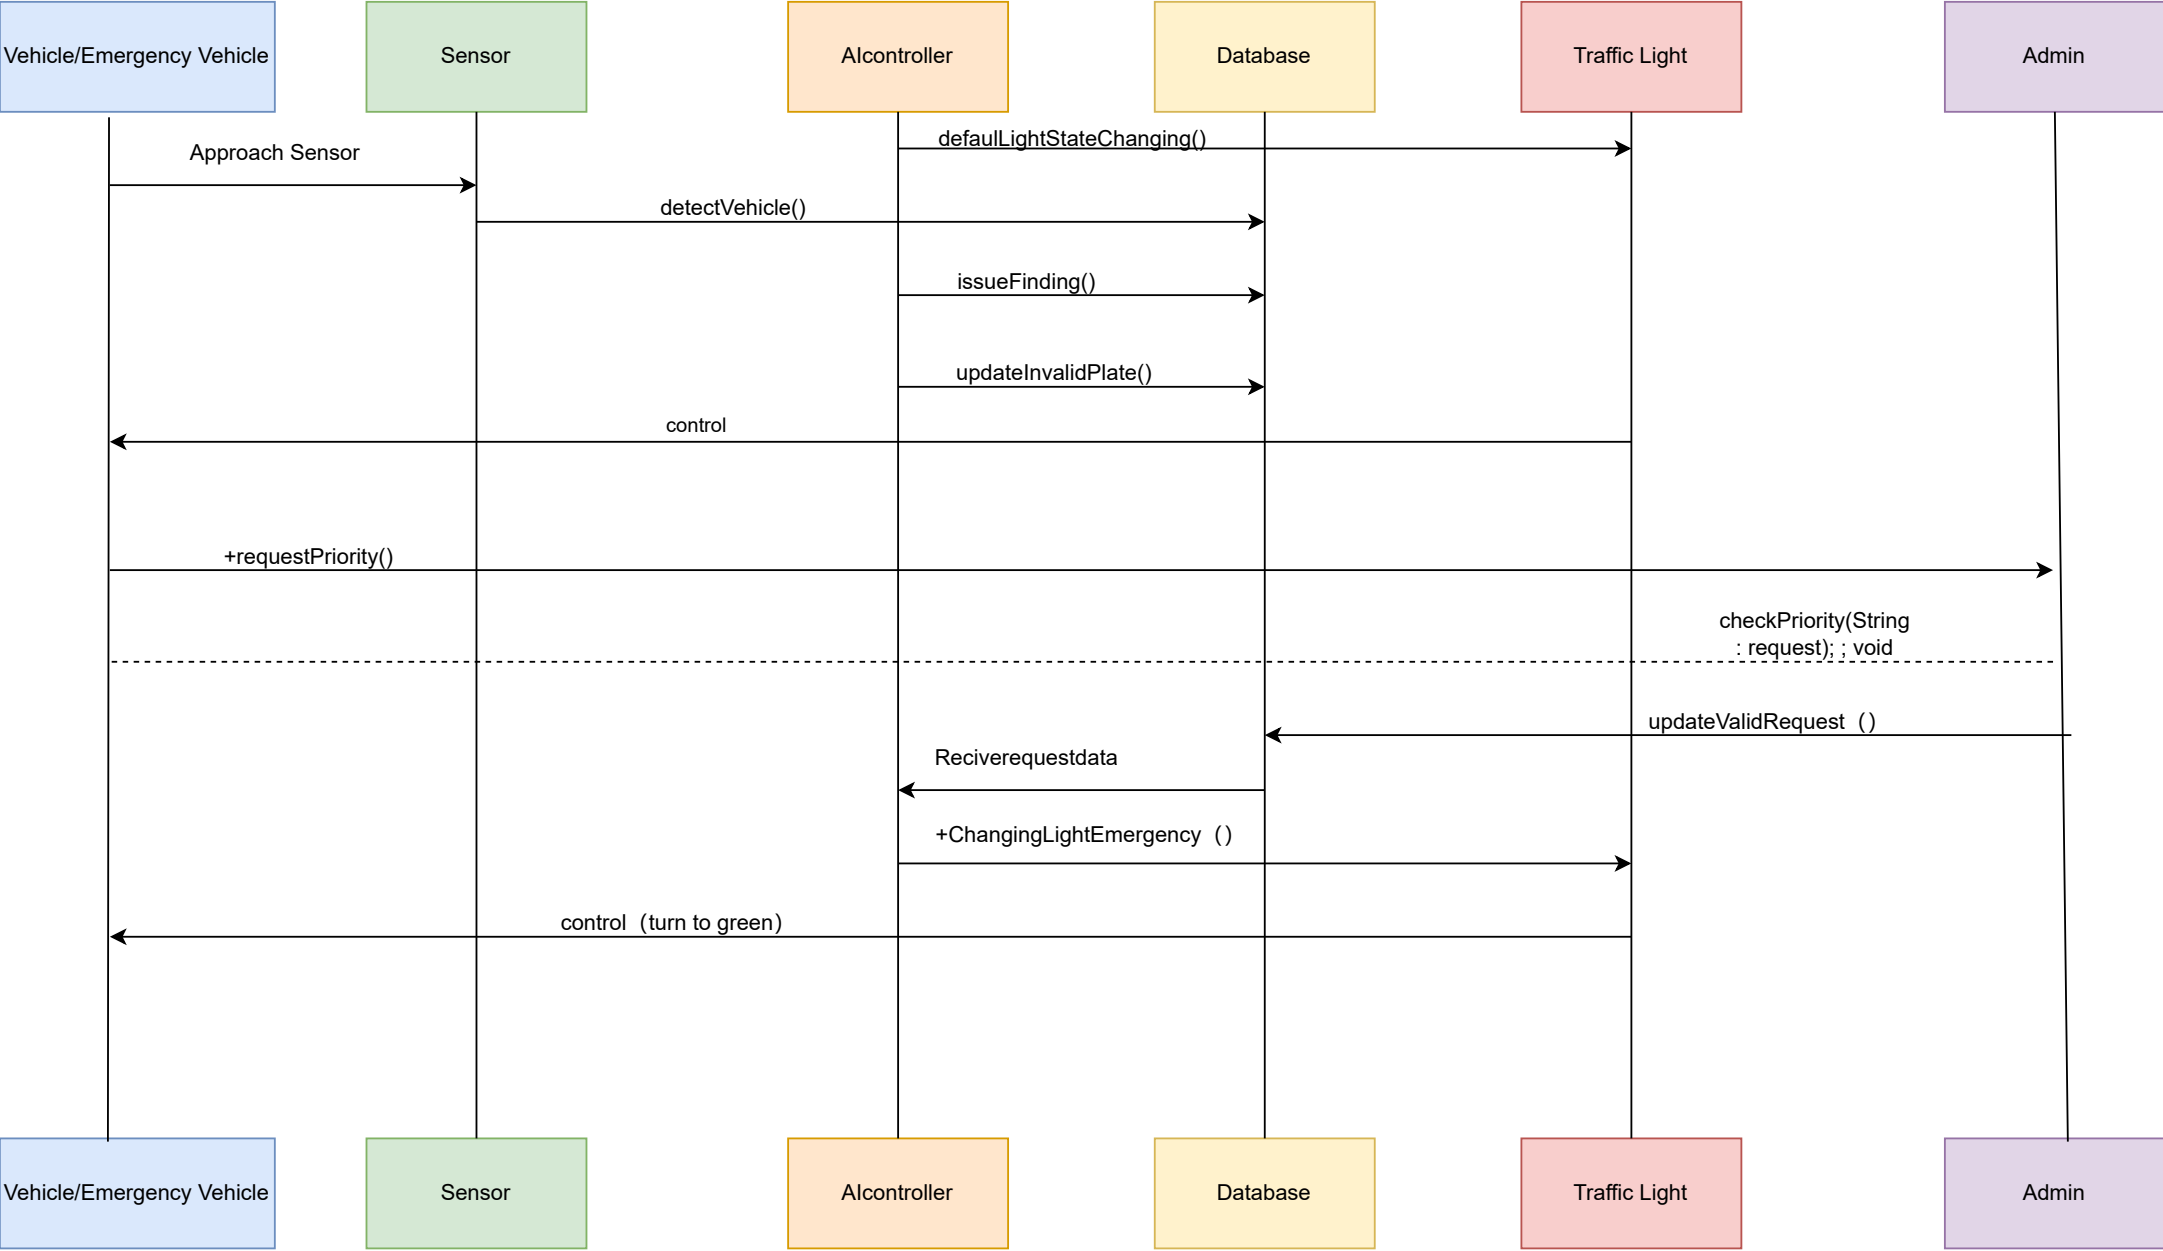 Vehicle/Emergency Vehicle
Sensor
AIcontroller
Database
Traffic Light
Admin
defaulLightStateChanging()
Approach Sensor
detectVehicle()
issueFinding()
updateInvalidPlate()
control
+requestPriority()
checkPriority(String
: request); ; void
updateValidRequest（）
Reciverequestdata
+ChangingLightEmergency（）
control（turn to green）
Vehicle/Emergency Vehicle
Sensor
AIcontroller
Database
Traffic Light
Admin